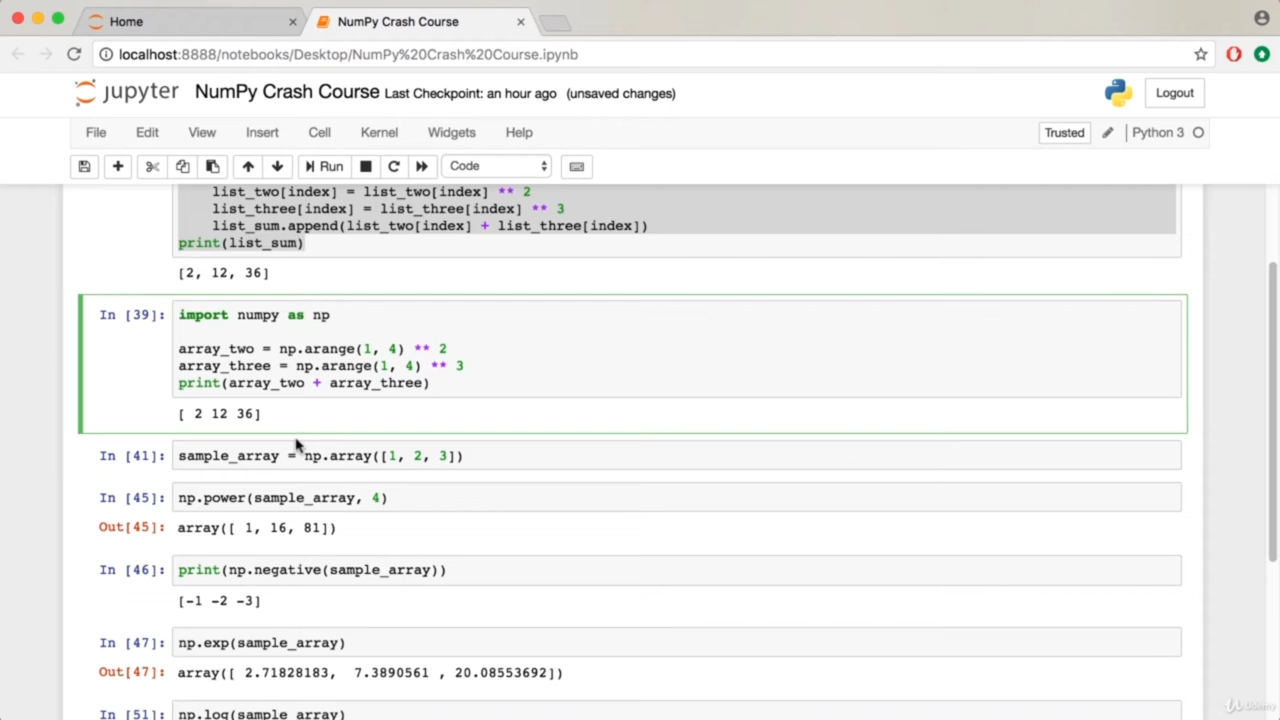 Home
NumPy Crash Course
localhost:8888/notebooks/Desktop/NumPy%20Crash%20Course.ipynb
jupyter NumPy Crash Course Last Checkpoint: an hour ago (unsaved changes)
Logout
File Edit View Insert Cell Kernel Widgets Help
Trusted
Python 3
Run
Code
list_two[index] = list_two[index] ** 2
list_three[index] = list_three[index] ** 3
list_sum.append(list_two[index] + list_three[index])
print(list_sum)
[2, 12, 36]
In [39]: import numpy as np
array_two = np.arange(1, 4) ** 2
array_three = np.arange(1, 4) ** 3
print(array_two + array_three)
[ 2 12 36]
In [41]: sample_array = np.array([1, 2, 3])
In [45]: np.power(sample_array, 4)
Out[45]: array([ 1, 16, 81])
In [46]: print(np.negative(sample_array))
[-1 -2 -3]
In [47]: np.exp(sample_array)
Out[47]: array([ 2.71828183, 7.3890561 , 20.08553692])
In [51]: np.log(sample_array)
Udemy